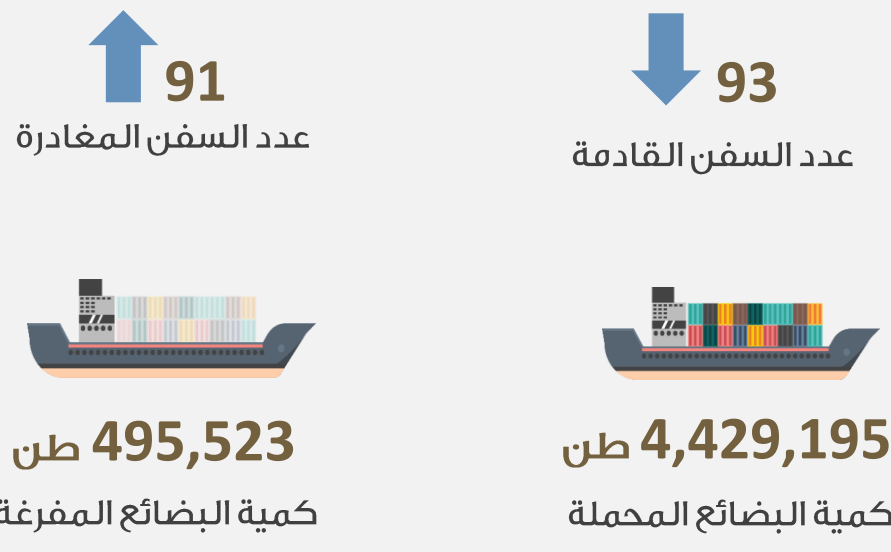 93
عدد السفن القادمة
91
عدد السفن المغادرة
4,429,195 طن
كمية البضائع المحملة
495,523 طن
كمية البضائع المفرغة